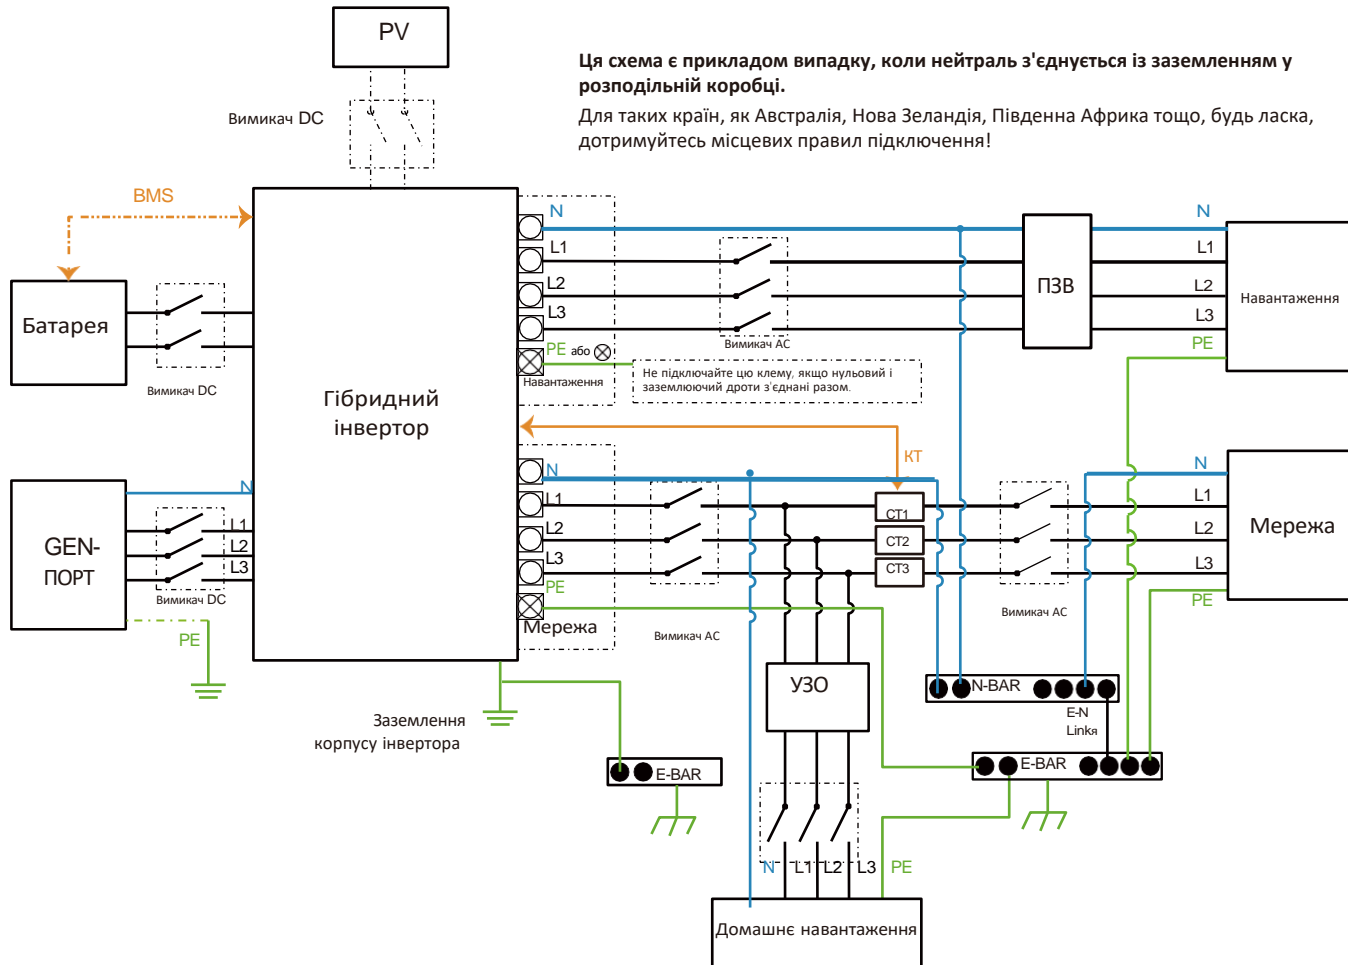 PV
Ця схема є прикладом випадку, коли нейтраль з'єднується із заземленням у
розподільній коробці.
Для таких країн, як Австралія, Нова Зеландія, Південна Африка тощо, будь ласка,
дотримуйтесь місцевих правил підключення!
Вимикач DC
BMS
N
L1
L2
L3
PE або
Навантаження
Вимикач AC
ПЗВ
N
L1
L2
L3
PE
Навантаження
Батарея
Вимикач DC
Гібридний
інвертор
Не підключайте цю клему, якщо нульовий і
заземлюючий дроти з'єднані разом.
КТ
N
L1
L2
L3
PE
Мережа
Вимикач AC
CT1
CT2
CT3
Вимикач AC
N
L1
L2
L3
PE
Мережа
GEN-
ПОРТ
N
L1
L2
L3
Вимикач DC
PE
Заземлення
корпусу інвертора
E-BAR
УЗО
N-BAR
E-N
Linkя
E-BAR
N
L1
L2
L3
PE
Домашнє навантаження